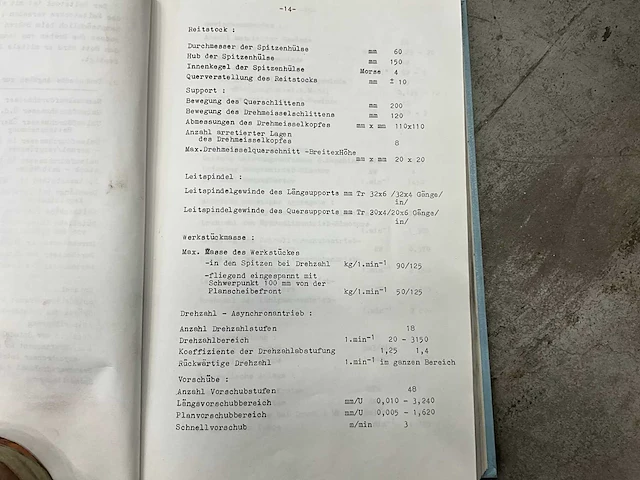 -14-
Reitstock :
Durchmesser der Spitzenhülse mm 60
Hub der Spitzenhülse mm 150
Innenkegel der Spitzenhülse Morse 4
Querverstellung des Reitstocks mm ± 10
Support :
Bewegung des Querschlittens mm 200
Bewegung des Drehmeisselschlittens mm 120
Abmessungen des Drehmeisselkopfes mm x mm 110x110
Anzahl arretierter Lagen
des Drehmeisselkopfes 8
Max.Drehmeisselquerschnitt -BreitexHöhe
mm x mm 20 x 20
Leitspindel :
Leitspindelgewinde des Längsupports mm Tr 32x6 /32x4 Gänge/
in/
Leitspindelgewinde des Quersupports mm Tr 20x4/20x6 Gänge/
in/
Werkstückmasse :
Max. Masse des Werkstückes
-in den Spitzen bei Drehzahl kg/1.min⁻¹ 90/125
-fliegend eingespannt mit
Schwerpunkt 100 mm von der
Planscheibefront kg/1.min⁻¹ 50/125
Drehzahl - Asynchronantrieb :
Anzahl Drehzahlstufen 18
Drehzahlbereich 1.min⁻¹ 20 - 3150
Koeffiziente der Drehzahlabstufung 1,25 1,4
Rückwärtige Drehzahl 1.min⁻¹ im ganzen Bereich
Vorschübe :
Anzahl Vorschubstufen 48
Längsvorschubbereich mm/U 0,010 - 3,240
Planvorschubbereich mm/U 0,005 - 1,620
Schnellvorschub m/min 3